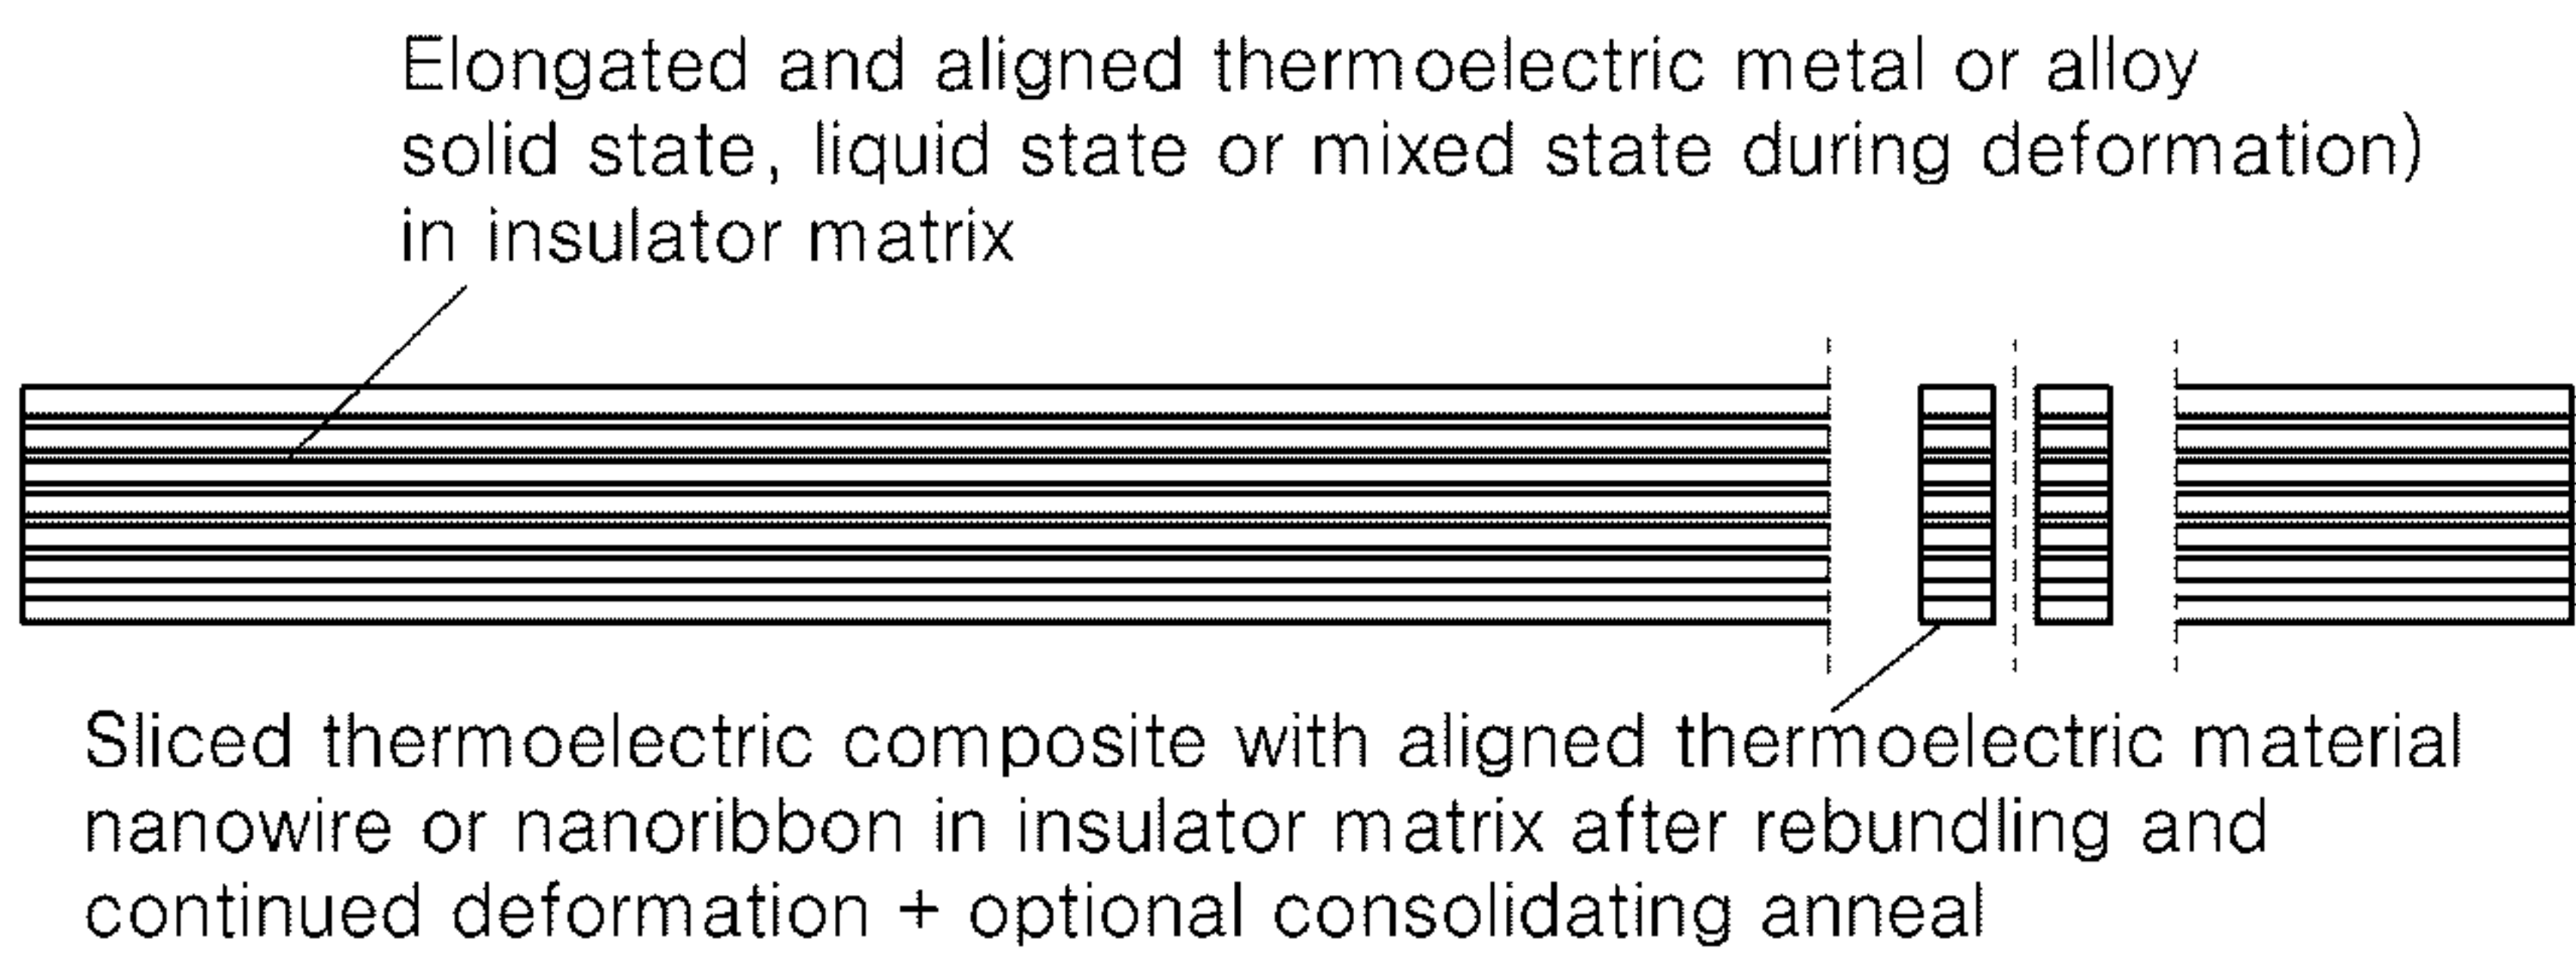 Elongated and aligned thermoelectric metal or alloy
solid state, liquid state or mixed state during deformation)
in insulator matrix
Sliced thermoelectric composite with aligned thermoelectric material
nanowire or nanoribbon in insulator matrix after rebundling and
continued deformation + optional consolidating anneal